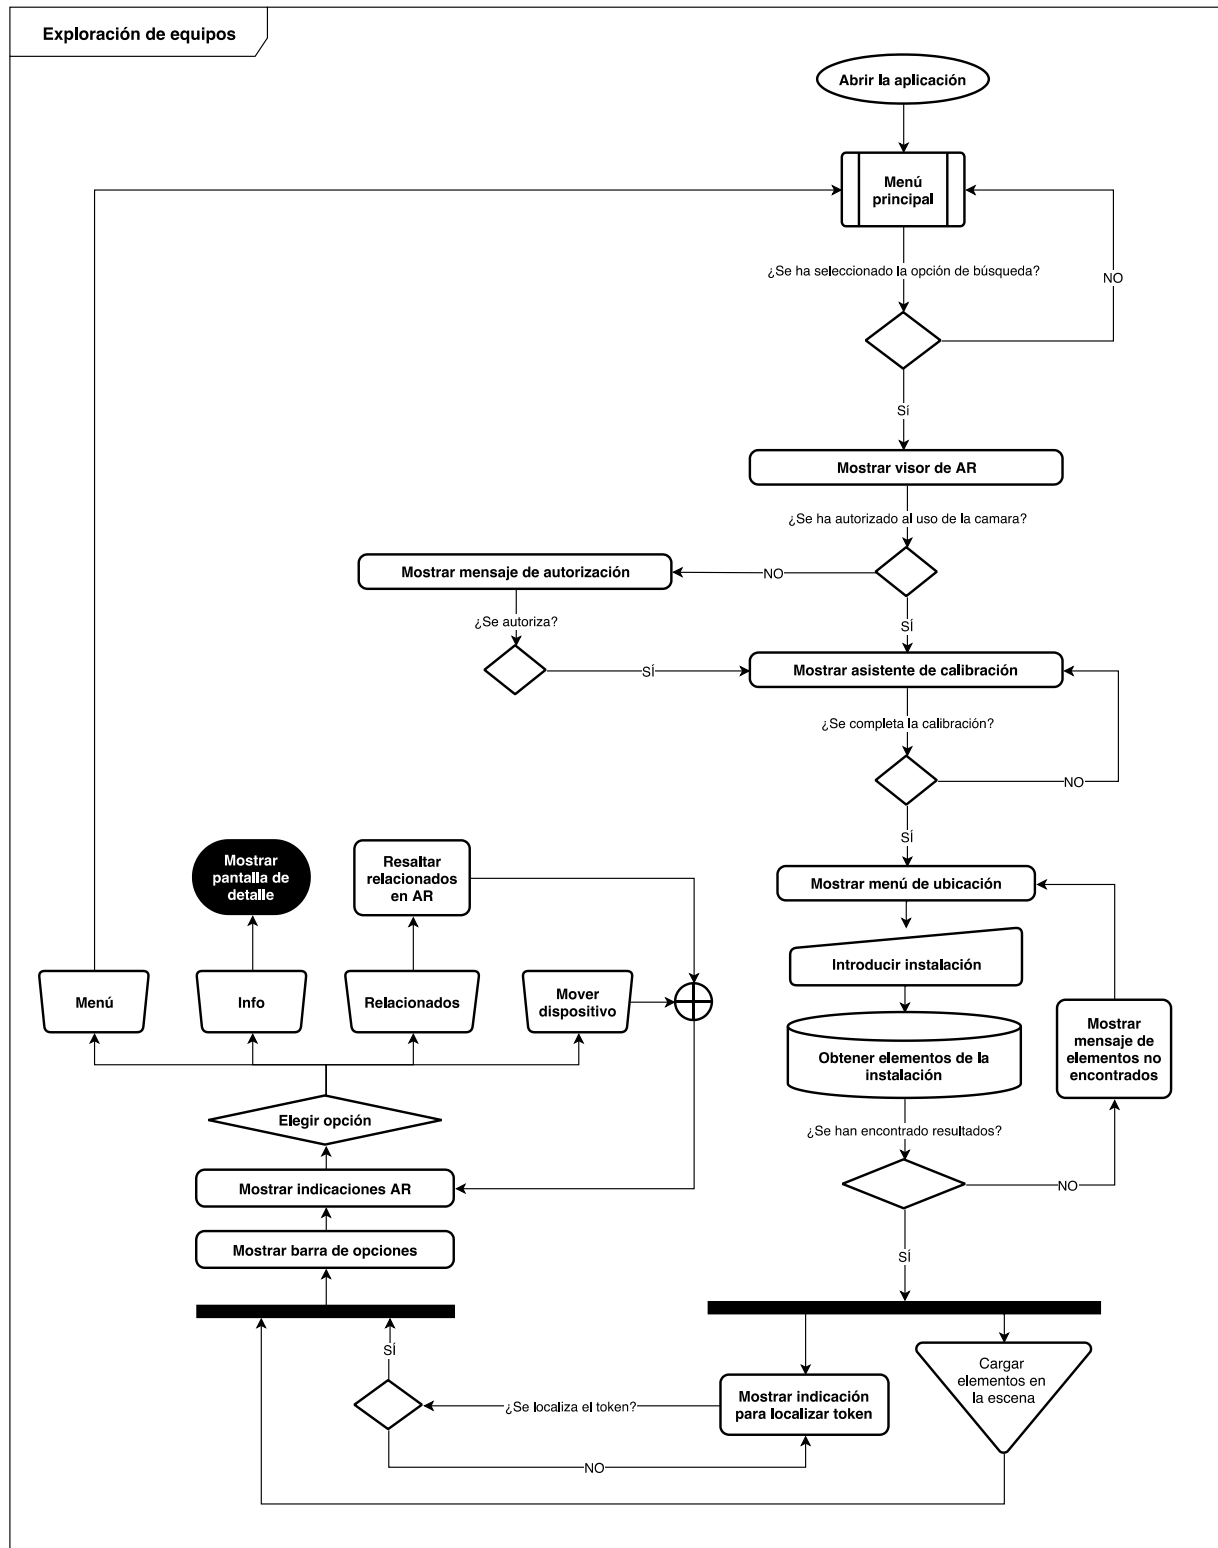 Exploración de equipos
Abrir la aplicación
Menú
principal
¿Se ha seleccionado la opción de búsqueda?
NO
Sí
Mostrar visor de AR
¿Se ha autorizado al uso de la camara?
Mostrar mensaje de autorización
NO
¿Se autoriza?
SÍ
SÍ
Mostrar asistente de calibración
¿Se completa la calibración?
NO
SÍ
Mostrar
pantalla de
detalle
Resaltar
relacionados
en AR
Mostrar menú de ubicación
Introducir instalación
Menú
Info
Relacionados
Mover
dispositivo
Obtener elementos de la
instalación
Mostrar
mensaje de
elementos no
encontrados
Elegir opción
¿Se han encontrado resultados?
NO
Mostrar indicaciones AR
Mostrar barra de opciones
SÍ
SÍ
Cargar
elementos en
la escena
¿Se localiza el token?
Mostrar indicación
para localizar token
NO